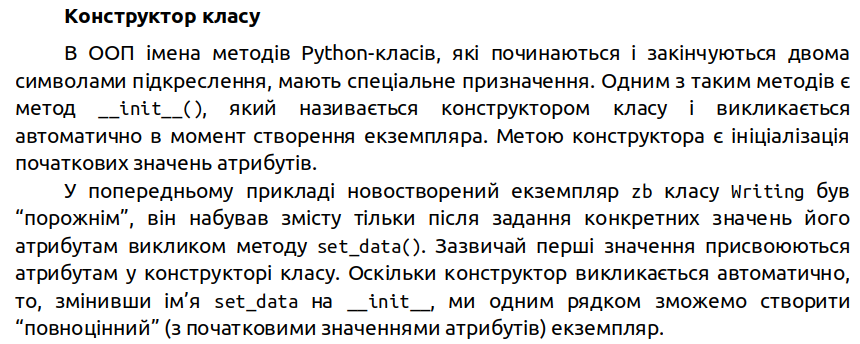 Конструктор класу
В ООП імена методів Python-класів, які починаються і закінчуються двома
символами підкреслення, мають спеціальне призначення. Одним з таким методів є
метод __init__(), який називається конструктором класу і викликається
автоматично в момент створення екземпляра. Метою конструктора є ініціалізація
початкових значень атрибутів.
У попередньому прикладі новостворений екземпляр zb класу Writing був
“порожнім”, він набував змісту тільки після задання конкретних значень його
атрибутам викликом методу set_data(). Зазвичай перші значення присвоюються
атрибутам у конструкторі класу. Оскільки конструктор викликається автоматично,
то, змінивши ім’я set_data на __init__, ми одним рядком зможемо створити
“повноцінний” (з початковими значеннями атрибутів) екземпляр.